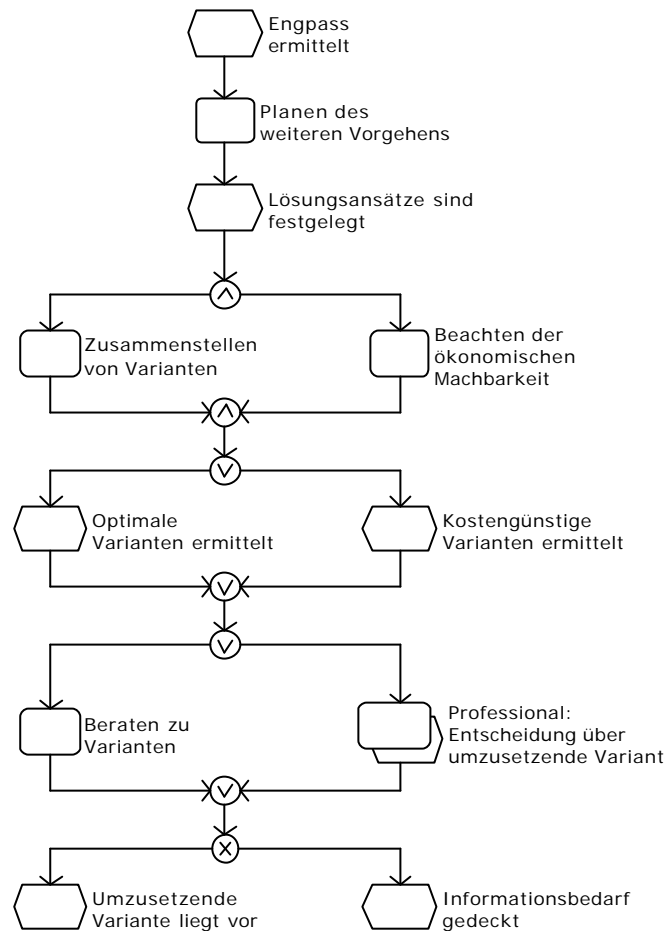 Engpass
ermittelt
Planen des
weiteren Vorgehens
Lösungsansätze sind
festgelegt
Zusammenstellen
von Varianten
Beachten der
ökonomischen
Machbarkeit
Optimale
Varianten ermittelt
Kostengünstige
Varianten ermittelt
Beraten zu
Varianten
Professional:
Entscheidung über
umzusetzende Variant
Umzusetzende
Variante liegt vor
Informationsbedarf
gedeckt